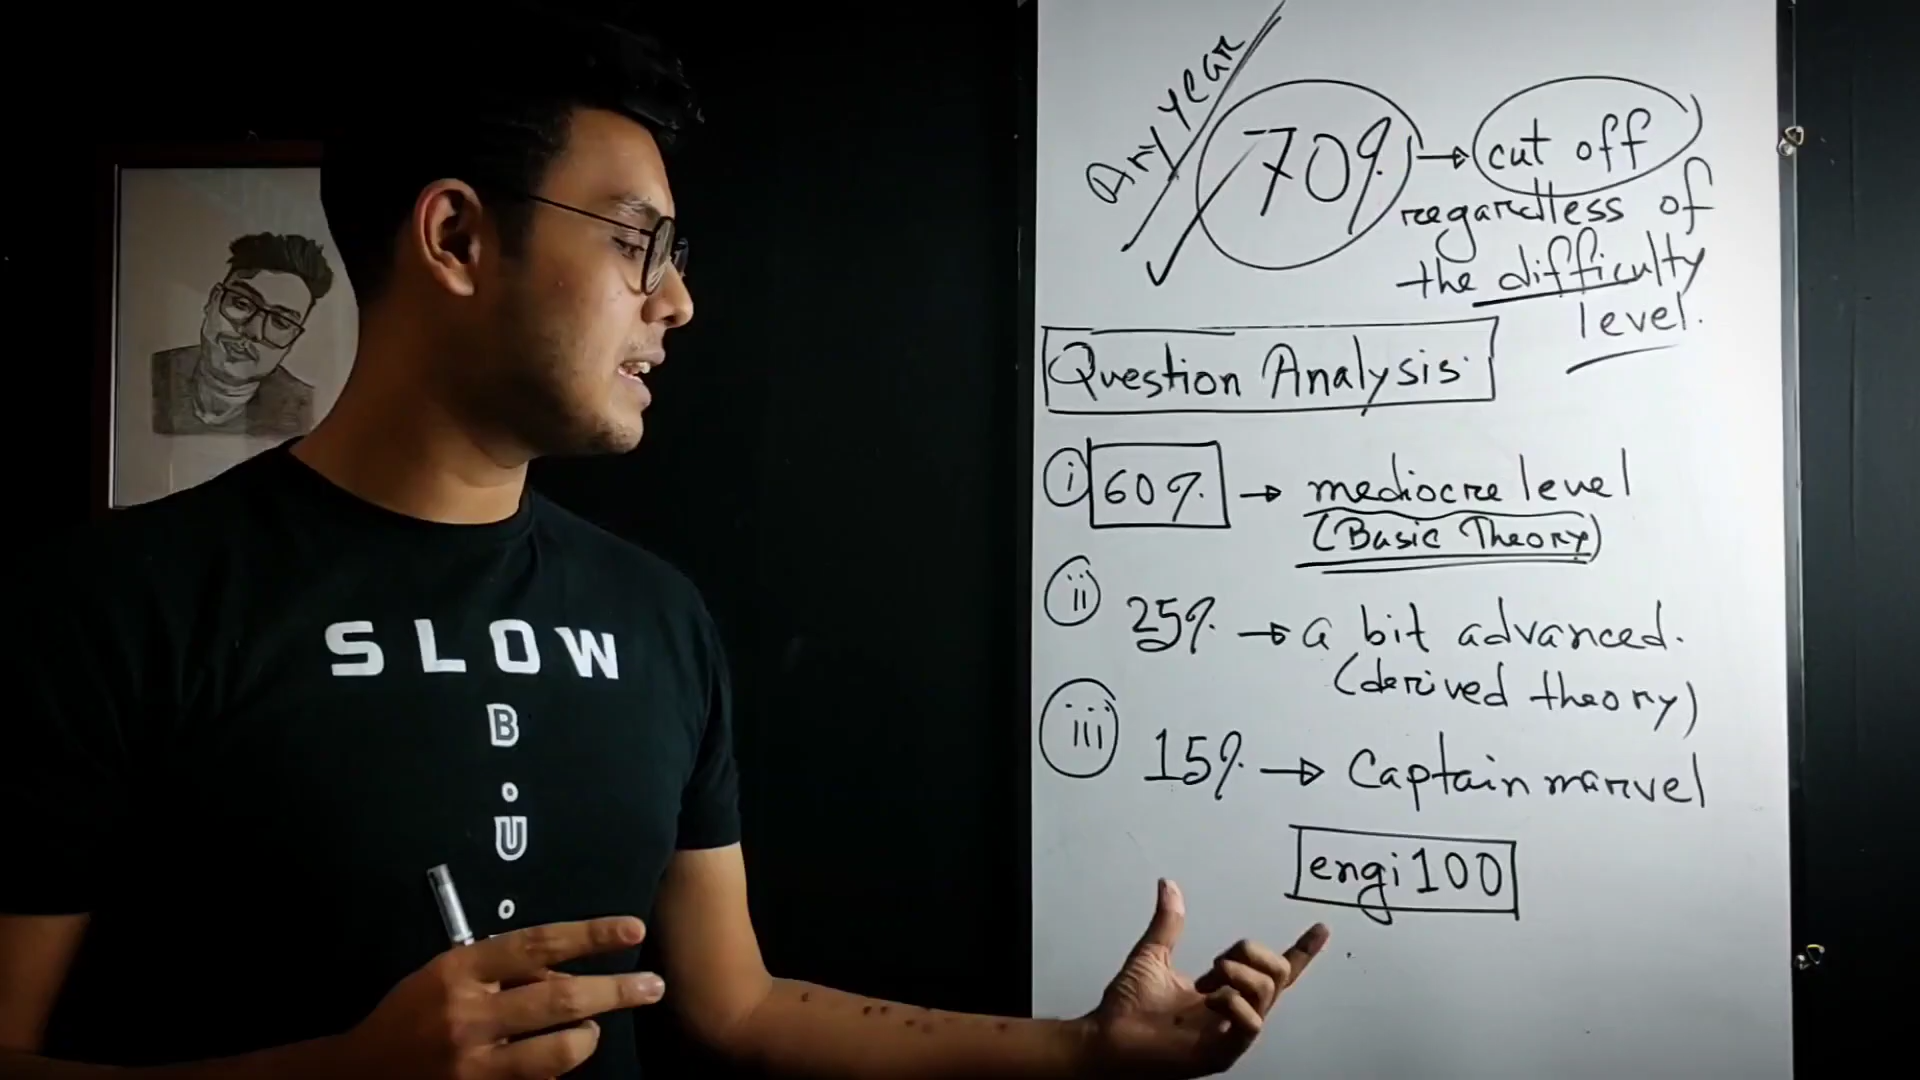 Any year
70% → cut off
regardless of
the difficulty
level.
Question Analysis:
i 60% → mediocre level
(Basic Theory)
ii 25% → a bit advanced.
(derived theory)
iii 15% → Captain marvel
engi100
SLOW
B.U.